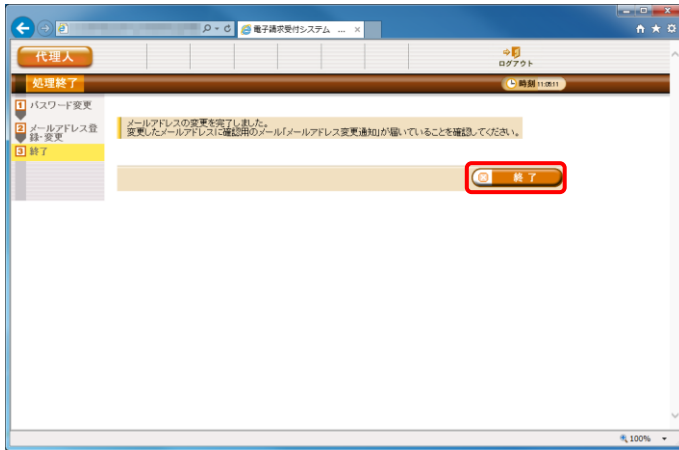 電子請求受付システム ...
代理人
ログアウト
処理終了
時刻 11:05:11
1 パスワード変更
2 メールアドレス登
録・変更
3 終了
メールアドレスの変更を完了しました。
変更したメールアドレスに確認用のメール「メールアドレス変更通知」が届いていることを確認してください。
終了
100%